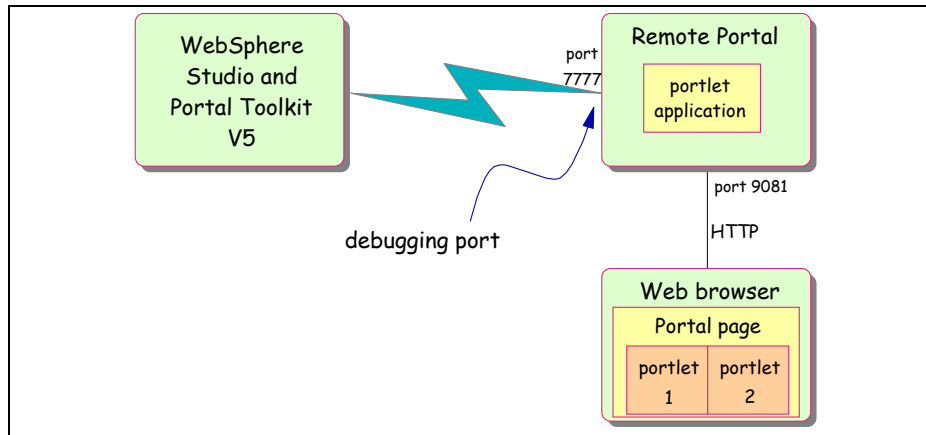 WebSphere
Studio and
Portal Toolkit
V5
port
7777
Remote Portal
portlet
application
debugging port
port 9081
HTTP
Web browser
Portal page
portlet
1
portlet
2